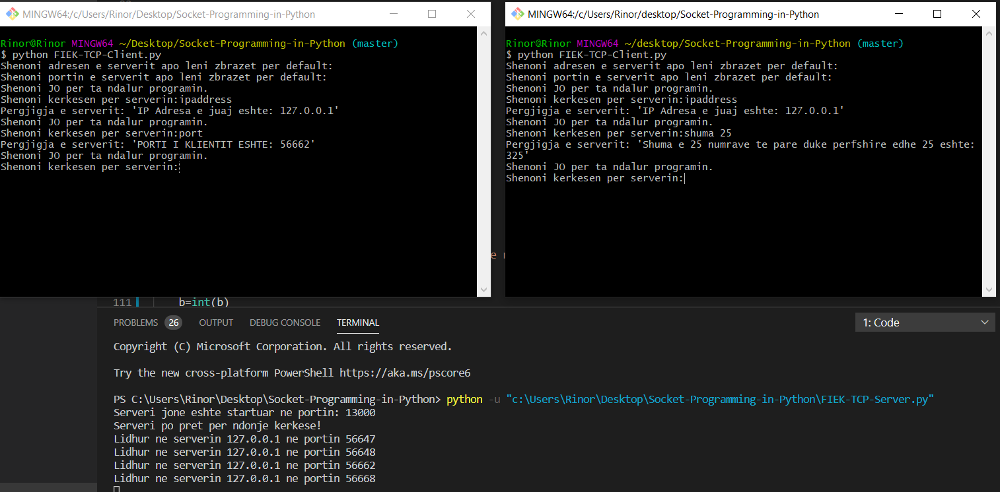 MINGW64:/c/Users/Rinor/Desktop/Socket-Programming-in-Python
Rinor@Rinor MINGW64 ~/Desktop/Socket-Programming-in-Python (master)
$ python FIEK-TCP-Client.py
Shenoni adresen e serverit apo leni zbrazet per default:
Shenoni portin e serverit apo leni zbrazet per default:
Shenoni JO per ta ndalur programin.
Shenoni kerkesen per serverin:ipaddress
Pergjigja e serverit: 'IP Adresa e juaj eshte: 127.0.0.1'
Shenoni JO per ta ndalur programin.
Shenoni kerkesen per serverin:port
Pergjigja e serverit: 'PORTI I KLIENTIT ESHTE: 56662'
Shenoni JO per ta ndalur programin.
Shenoni kerkesen per serverin:
MINGW64:/c/Users/Rinor/desktop/Socket-Programming-in-Python
Rinor@Rinor MINGW64 ~/desktop/Socket-Programming-in-Python (master)
$ python FIEK-TCP-Client.py
Shenoni adresen e serverit apo leni zbrazet per default:
Shenoni portin e serverit apo leni zbrazet per default:
Shenoni JO per ta ndalur programin.
Shenoni kerkesen per serverin:ipaddress
Pergjigja e serverit: 'IP Adresa e juaj eshte: 127.0.0.1'
Shenoni JO per ta ndalur programin.
Shenoni kerkesen per serverin:shuma 25
Pergjigja e serverit: 'Shuma e 25 numrave te pare duke perfshire edhe 25 eshte:
325'
Shenoni JO per ta ndalur programin.
Shenoni kerkesen per serverin:
111 b=int(b)
PROBLEMS 26 OUTPUT DEBUG CONSOLE TERMINAL 1: Code
Copyright (C) Microsoft Corporation. All rights reserved.
Try the new cross-platform PowerShell https://aka.ms/pscore6
PS C:\Users\Rinor\Desktop\Socket-Programming-in-Python> python -u "c:\Users\Rinor\Desktop\Socket-Programming-in-Python\FIEK-TCP-Server.py"
Serveri jone eshte startuar ne portin: 13000
Serveri po pret per ndonje kerkese!
Lidhur ne serverin 127.0.0.1 ne portin 56647
Lidhur ne serverin 127.0.0.1 ne portin 56648
Lidhur ne serverin 127.0.0.1 ne portin 56662
Lidhur ne serverin 127.0.0.1 ne portin 56668